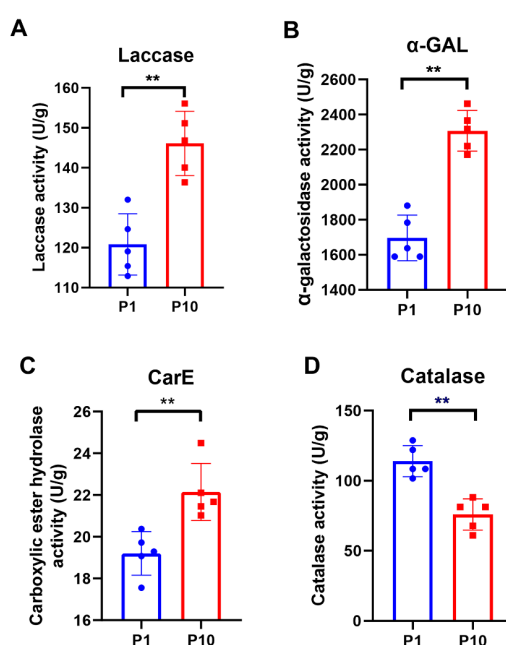 A
Laccase
**
Laccase activity (U/g)
160
150
140
130
120
110
P1
P10
B
α-GAL
**
α-galactosidase activity (U/g)
2600
2400
2200
2000
1800
1600
1400
P1
P10
C
CarE
**
Carboxylic ester hydrolase
activity (U/g)
26
24
22
20
18
16
P1
P10
D
Catalase
**
Catalase activity (U/g)
150
100
50
0
P1
P10